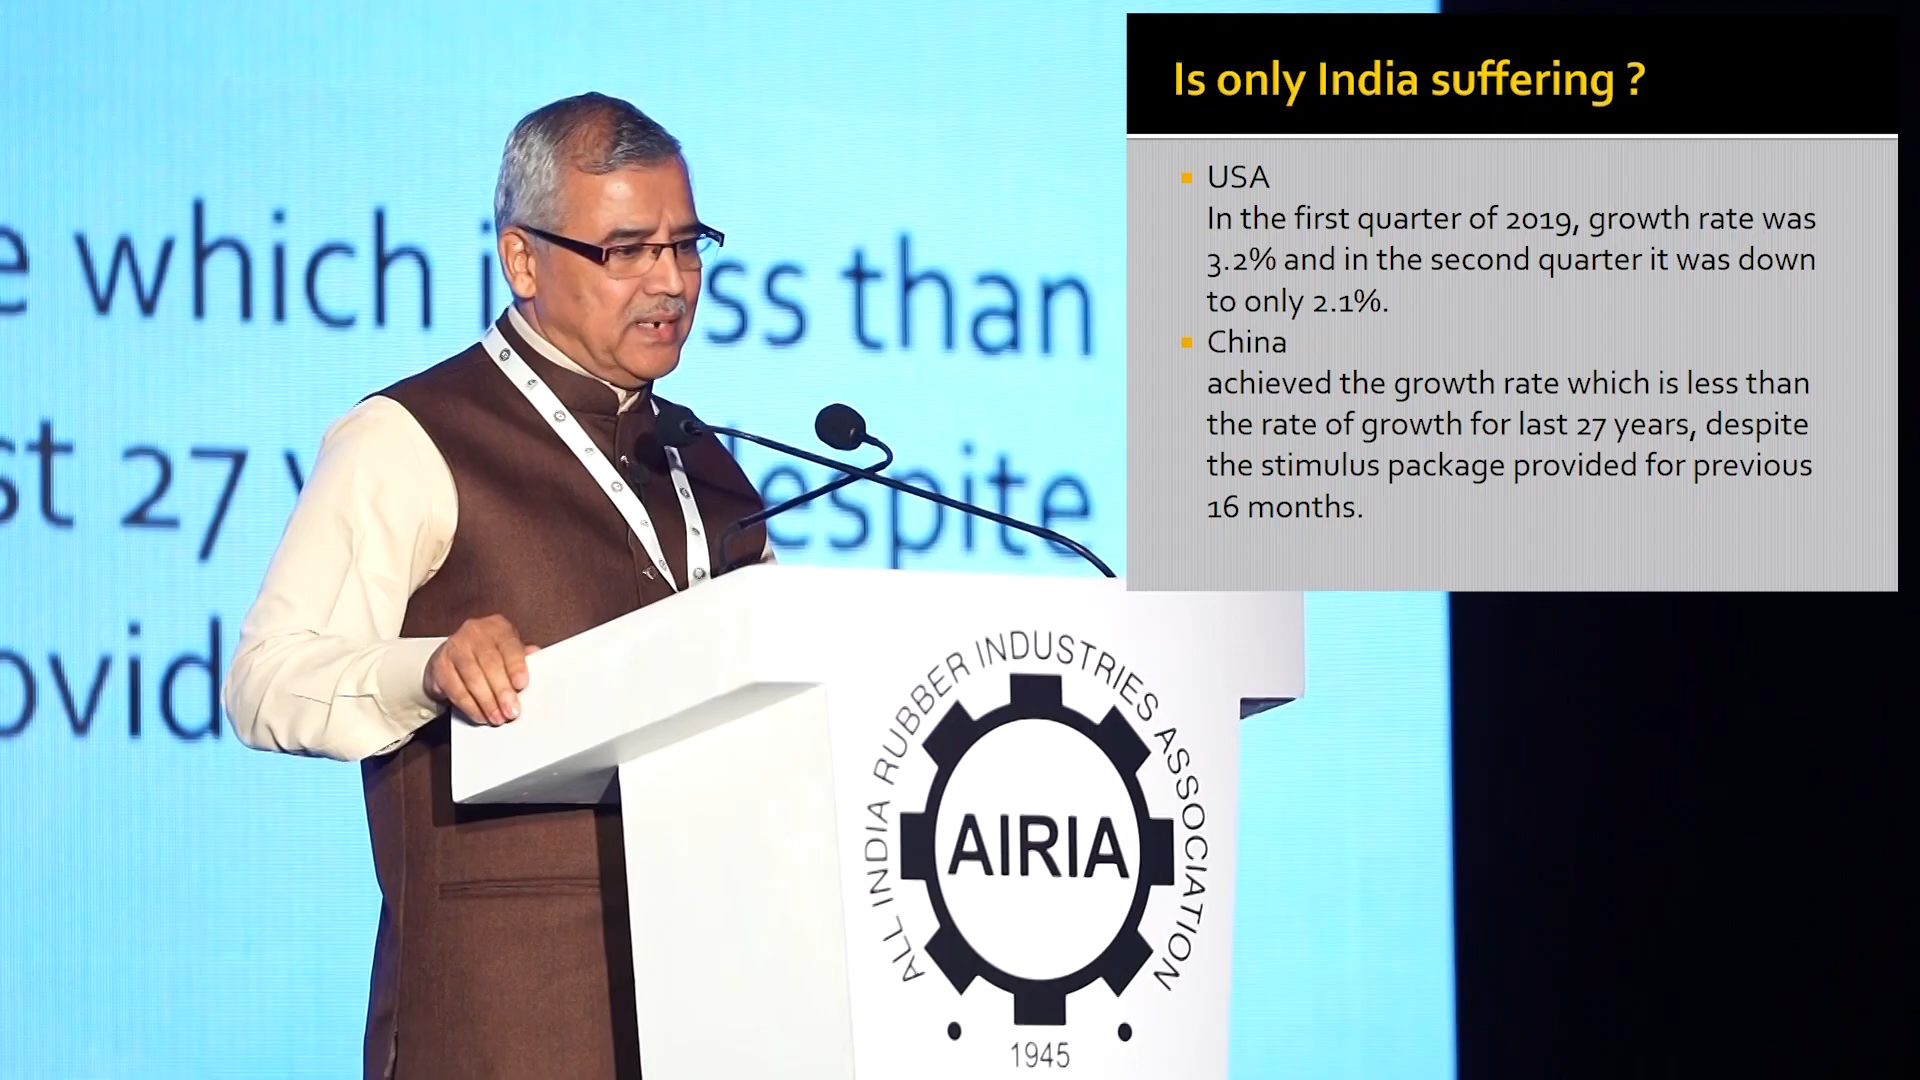 Is only India suffering ?
USA
In the first quarter of 2019, growth rate was
3.2% and in the second quarter it was down
to only 2.1%.
China
achieved the growth rate which is less than
the rate of growth for last 27 years, despite
the stimulus package provided for previous
16 months.
e which i ss than
st 27 y despite
ovid
ALL INDIA RUBBER INDUSTRIES ASSOCIATION
AIRIA
1945